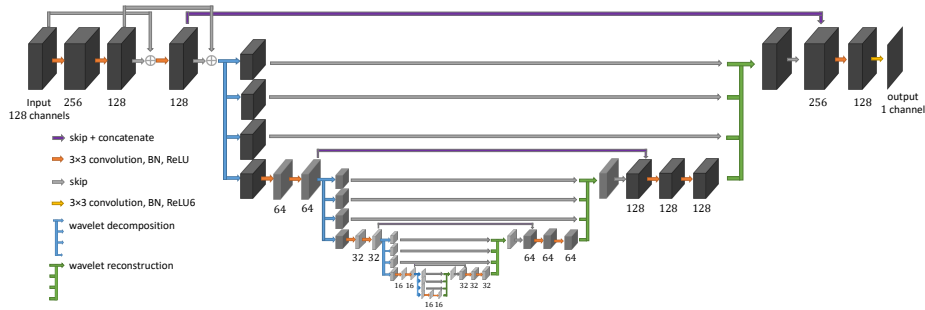 Input
128 channels
256
128
128
256
128
output
1 channel
skip + concatenate
3×3 convolution, BN, ReLU
skip
3×3 convolution, BN, ReLU6
wavelet decomposition
wavelet reconstruction
64 64
128 128 128
32 32
64 64 64
16 16
32 32 32
16 16